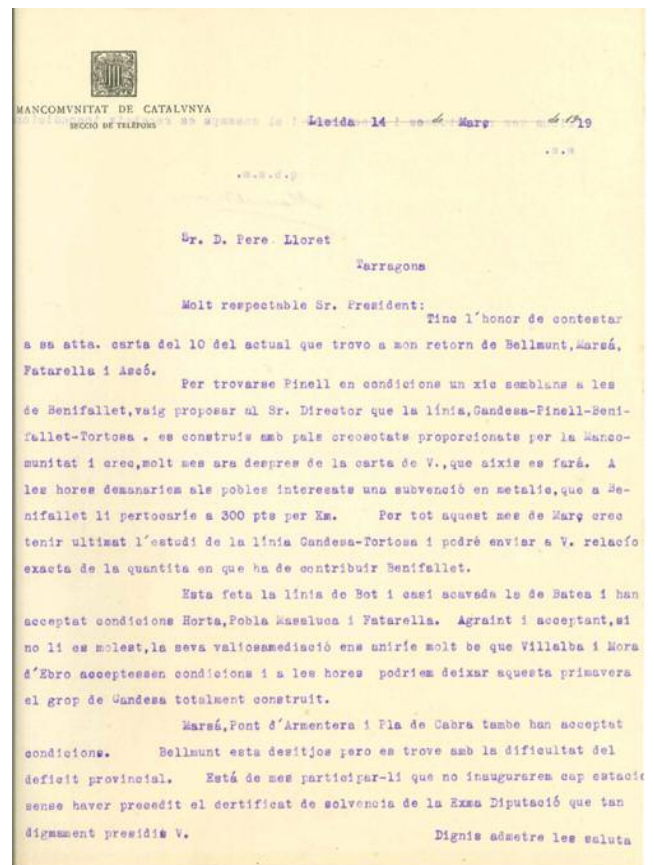 MANCOMVNITAT DE CATALVNYA
SECCIÓ DE TELEFONS
Lleida 14 de Març de 1919
Sr. D. Pere Lloret
Tarragona
Molt respectable Sr. President:
Tinc l'honor de contestar
a sa atta. carta del 10 del actual que trovo a mon retorn de Bellmunt,Marsá,
Fatarella i Ascó.
Per trovarse Pinell en condicions un xic semblans a les
de Benifallet,vaig proposar al Sr. Director que la línia,Gandesa-Pinell-Beni-
fallet-Tortosa . es construis amb pals creosotats proporcionats per la Manco-
munitat i crec,molt mes ara despres de la carta de V.,que aixis es fará. A
les hores demanariem als pobles interesats una subvenció en metalic,que a Be-
nifallet li pertocarie a 300 pts per Km. Per tot aquest mes de Març crec
tenir ultimat l'estudi de la línia Gandesa-Tortosa i podré enviar a V. relacío
exacta de la quantita en que ha de contribuir Benifallet.
Esta feta la línia de Bot i casi acavada la de Batea i han
acceptat condicions Horta,Pobla Masaluca i Fatarella. Agraint i acceptant,si
no li es molest,la seva valiosamediació ens aniríe molt be que Villalba i Mora
d'Ebro acceptessen condicions i a les hores podriem deixar aquesta primavera
el grop de Gandesa totalment construit.
Marsá,Pont d'Armentera i Pla de Cabra tambe han acceptat
condicions. Bellmunt esta desitjos pero es trove amb la dificultat del
deficit provincial. Está de mes participar-li que no inaugurarem cap estació
sense haver precedit el dertificat de solvencia de la Exma Diputació que tan
digmament presidis V. Dignis admetre les saluta